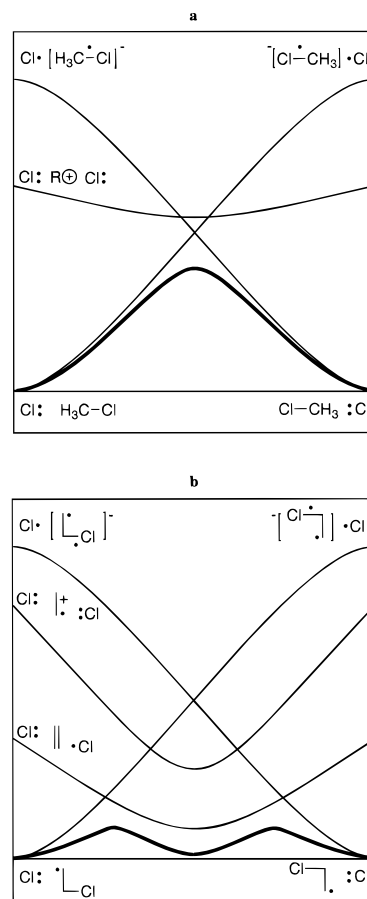 a
Cl• [H₃C∸Cl]⁻ ⁻[Cl∸CH₃] •Cl
Cl: R⊕ Cl:
Cl: H₃C—Cl Cl—CH₃ :C
b
Cl• [• •Cl]⁻ ⁻[Cl • •] •Cl
Cl: + • :Cl
Cl: || •Cl
Cl: • Cl Cl • :C